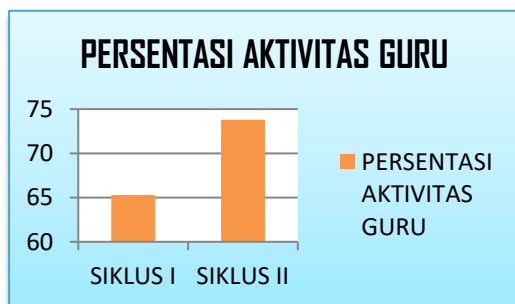 PERSENTASI AKTIVITAS GURU
75
70
65
60
SIKLUS I
SIKLUS II
PERSENTASI
AKTIVITAS
GURU